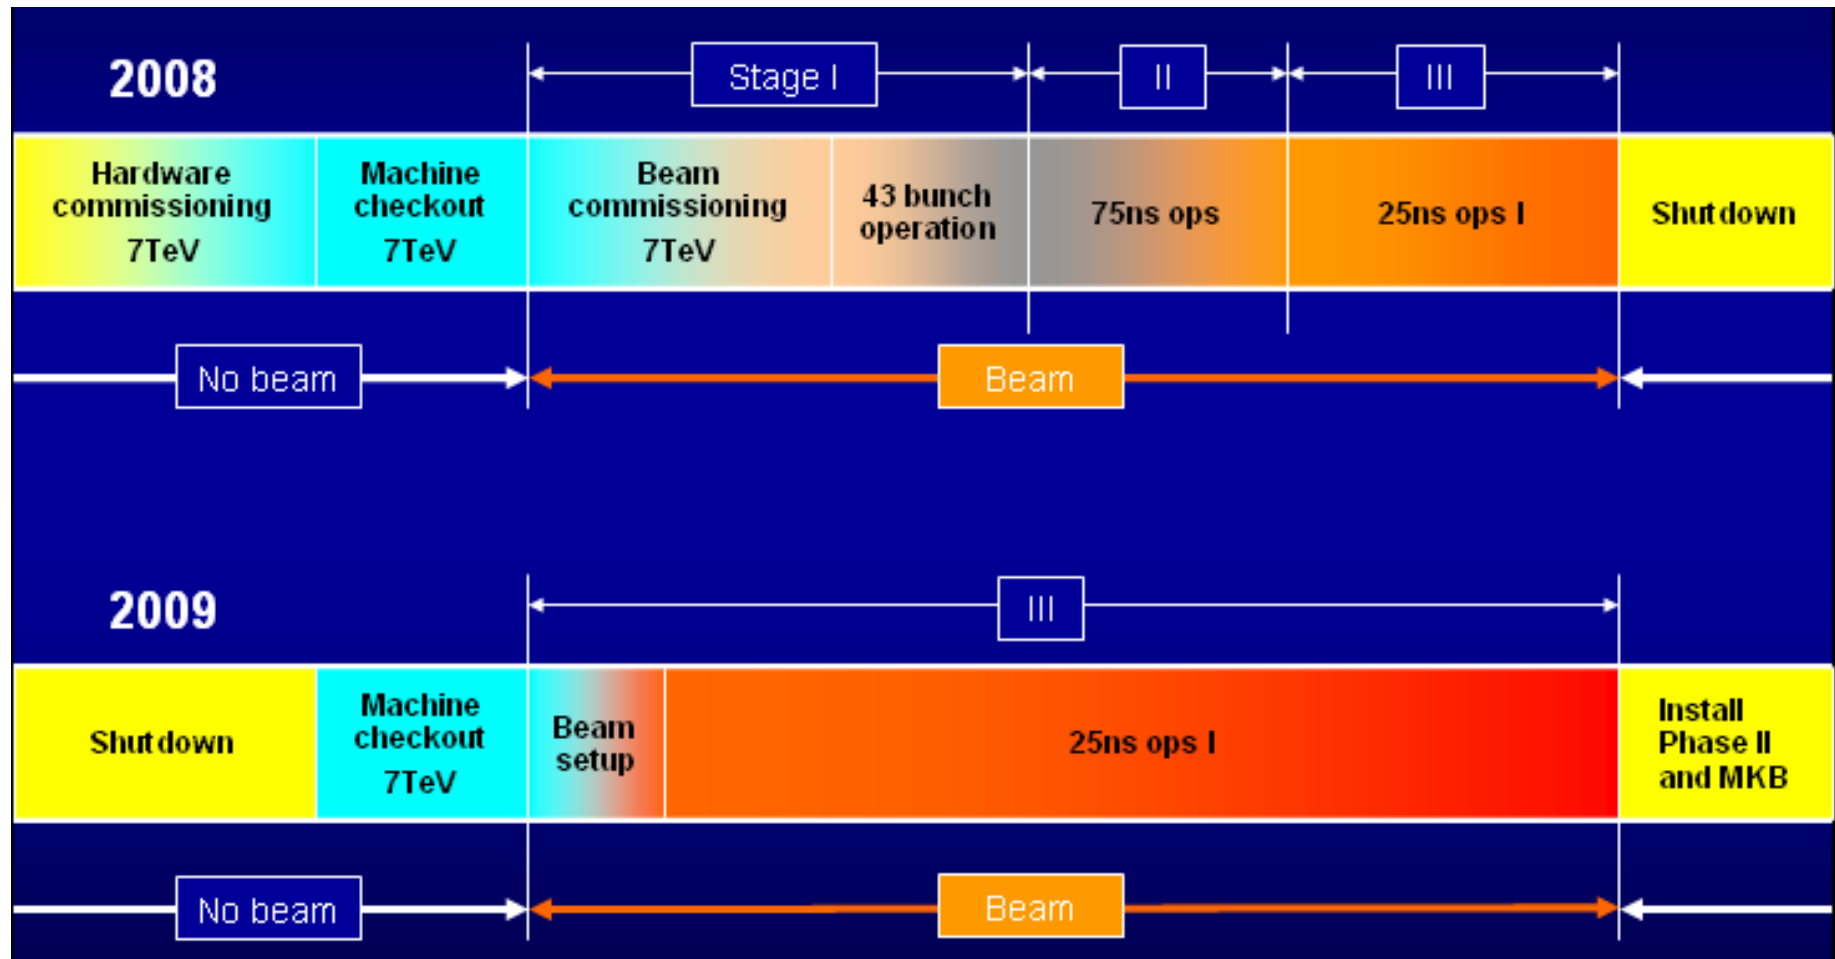 2008
Stage I
II
III
Hardware
commissioning
7TeV
Machine
checkout
7TeV
Beam
commissioning
7TeV
43 bunch
operation
75ns ops
25ns ops I
Shutdown
No beam
Beam
2009
III
Shutdown
Machine
checkout
7TeV
Beam
setup
25ns ops I
Install
Phase II
and MKB
No beam
Beam